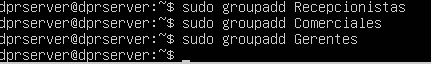 dprserver@dprserver:~$ sudo groupadd Recepcionistas
dprserver@dprserver:~$ sudo groupadd Comerciales
dprserver@dprserver:~$ sudo groupadd Gerentes
dprserver@dprserver:~$ _